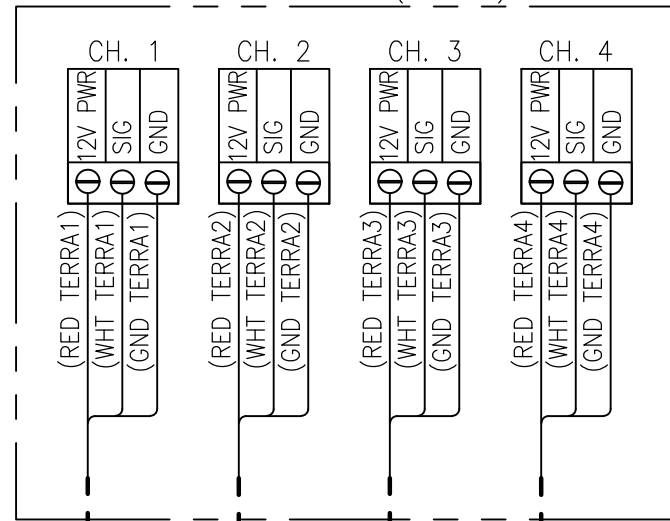 CH. 1
12V PWR
SIG
GND
(RED TERRA1)
(WHT TERRA1)
(GND TERRA1)
CH. 2
12V PWR
SIG
GND
(RED TERRA2)
(WHT TERRA2)
(GND TERRA2)
CH. 3
12V PWR
SIG
GND
(RED TERRA3)
(WHT TERRA3)
(GND TERRA3)
CH. 4
12V PWR
SIG
GND
(RED TERRA4)
(WHT TERRA4)
(GND TERRA4)